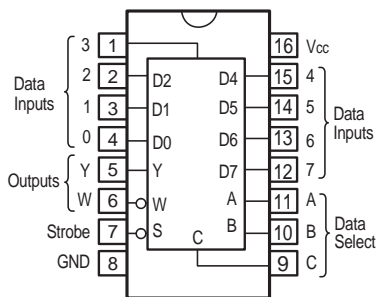 3 1 16 Vcc
Data Inputs
2 2 D2 D4 15 4
1 3 D1 D5 14 5
Data Inputs
0 4 D0 D6 13 6
Outputs
Y 5 Y D7 12 7
W 6 W A 11 A
Data Select
Strobe 7 S B 10 B
GND 8 C 9 C